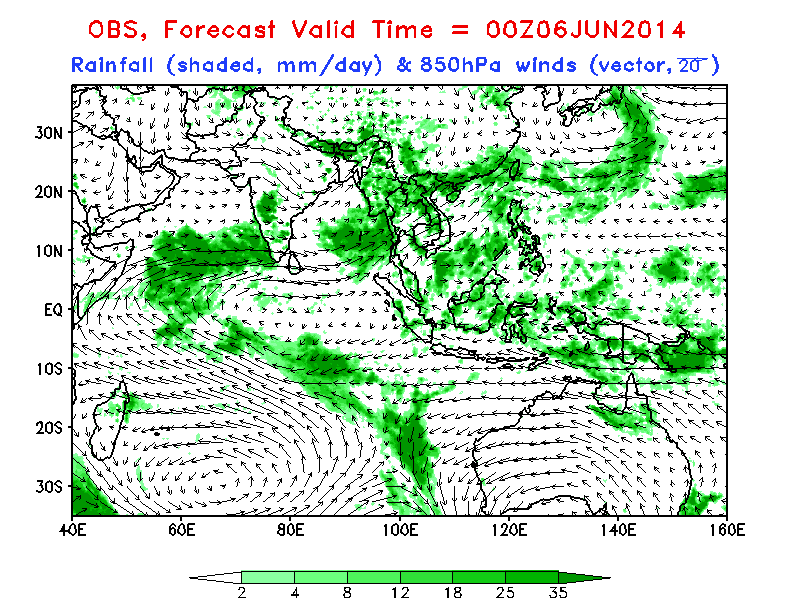 OBS, Forecast Valid Time = 00Z06JUN2014
Rainfall (shaded, mm/day) & 850hPa winds (vector, 20 )
30N
20N
10N
EQ
10S
20S
30S
40E 60E 80E 100E 120E 140E 160E
2 4 8 12 18 25 35